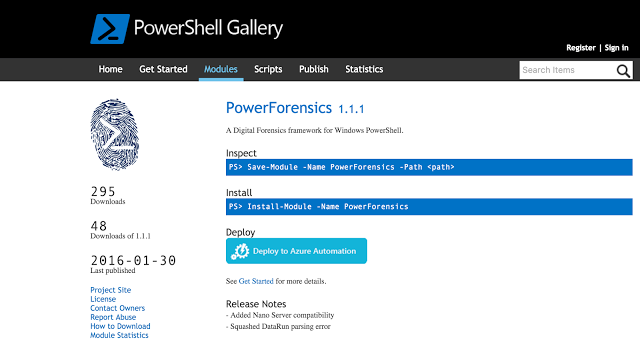 PowerShell Gallery
Register | Sign in
Home Get Started Modules Scripts Publish Statistics
Search Items
PowerForensics 1.1.1
A Digital Forensics framework for Windows PowerShell.
Inspect
PS> Save-Module -Name PowerForensics -Path <path>
Install
PS> Install-Module -Name PowerForensics
Deploy
Deploy to Azure Automation
See Get Started for more details.
Release Notes
- Added Nano Server compatibility
- Squashed DataRun parsing error
295
Downloads
48
Downloads of 1.1.1
2016-01-30
Last published
Project Site
License
Contact Owners
Report Abuse
How to Download
Module Statistics